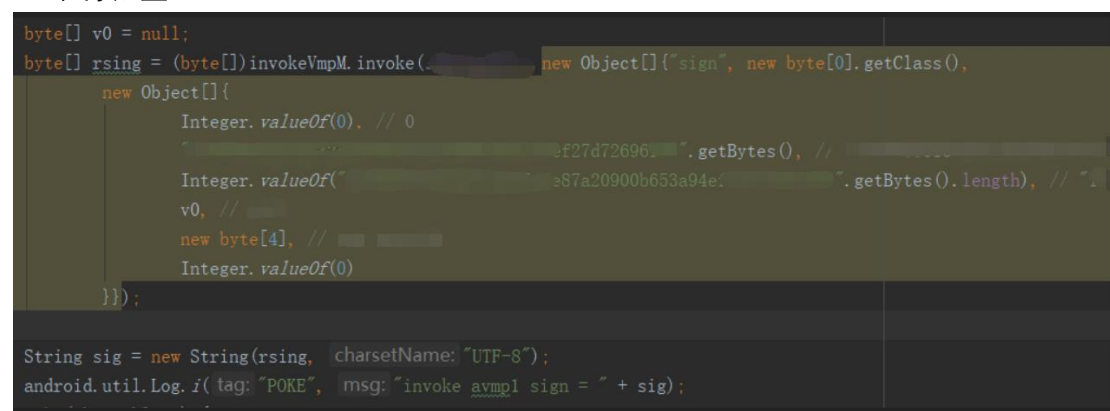 byte[] v0 = null;
byte[] rsing = (byte[])invokeVmpM.invoke( new Object[]{"sign", new byte[0].getClass(),
new Object[]{
Integer.valueOf(0), // 0
" ef27d72696 ".getBytes(), //
Integer.valueOf(" e87a20900b653a94e ".getBytes().length), // "
v0, //
new byte[4], //
Integer.valueOf(0)
}});
String sig = new String(rsing, charsetName: "UTF-8");
android.util.Log.i( tag: "POKE", msg: "invoke avmp1 sign = " + sig);